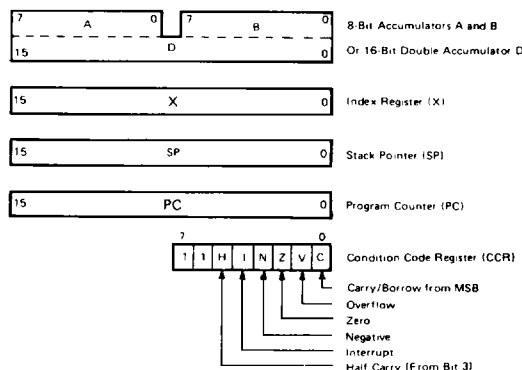 7 A 0 7 B 0 8-Bit Accumulators A and B
15 D 0 Or 16-Bit Double Accumulator D
15 X 0 Index Register (X)
15 SP 0 Stack Pointer (SP)
15 PC 0 Program Counter (PC)
7 0
1 1 H I N Z V C Condition Code Register (CCR)
Carry/Borrow from MSB
Overflow
Zero
Negative
Interrupt
Half Carry (From Bit 3)